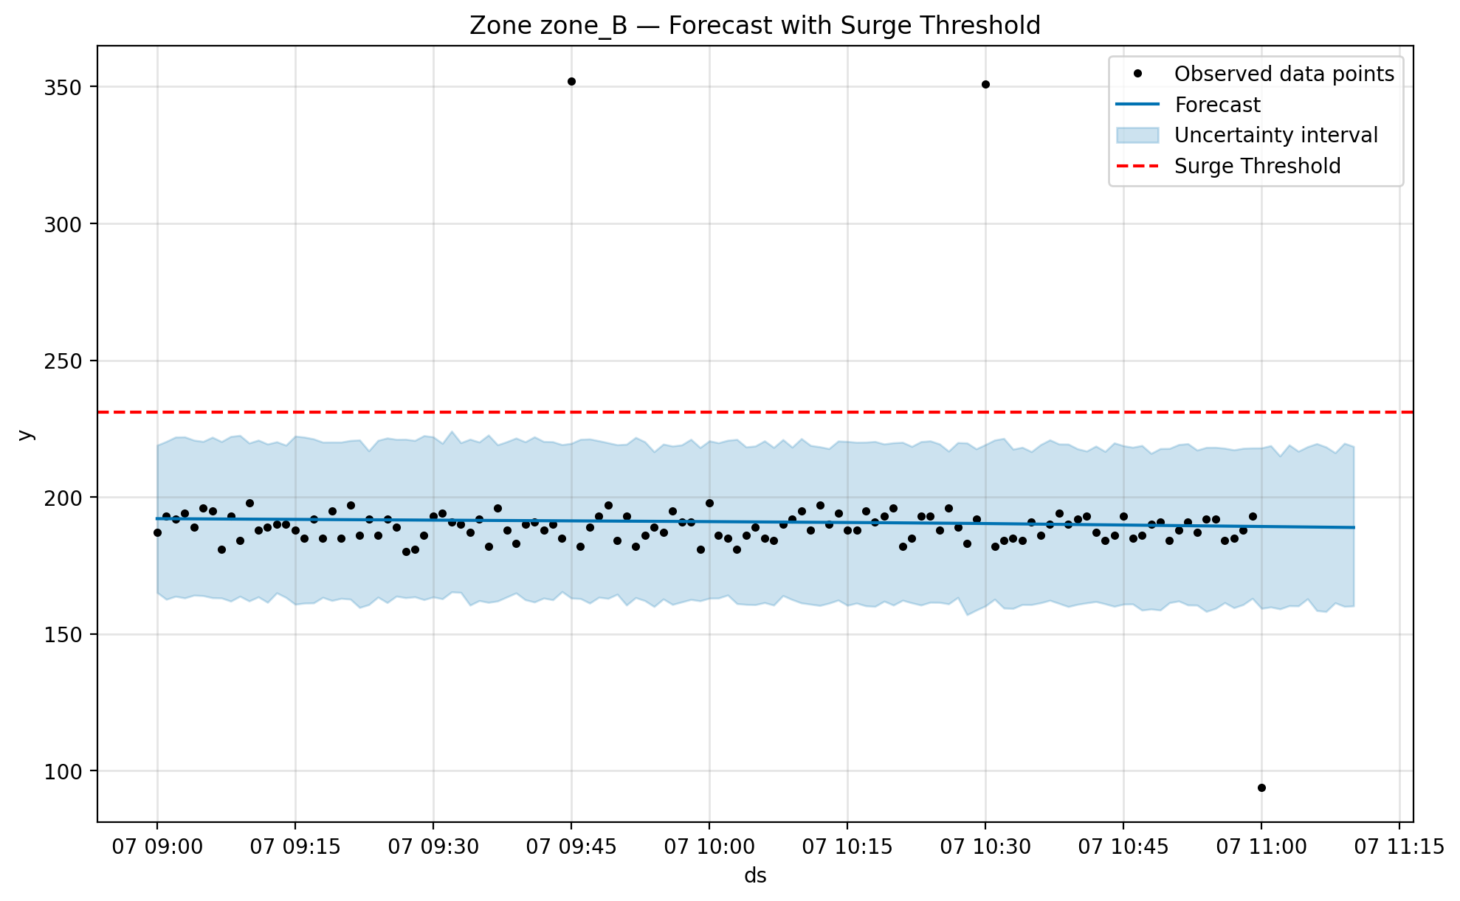 Zone zone_B — Forecast with Surge Threshold
Observed data points
Forecast
Uncertainty interval
Surge Threshold
350
300
250
200
150
100
y
07 09:00 07 09:15 07 09:30 07 09:45 07 10:00 07 10:15 07 10:30 07 10:45 07 11:00 07 11:15
ds